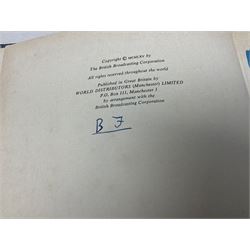 Copyright © MCMLXV by
The British Broadcasting Corporation
All rights reserved throughout the world
Published in Great Britain by
WORLD DISTRIBUTORS (Manchester) LIMITED
P.O. Box 111, Manchester 1
by arrangement with the
British Broadcasting Corporation
B F